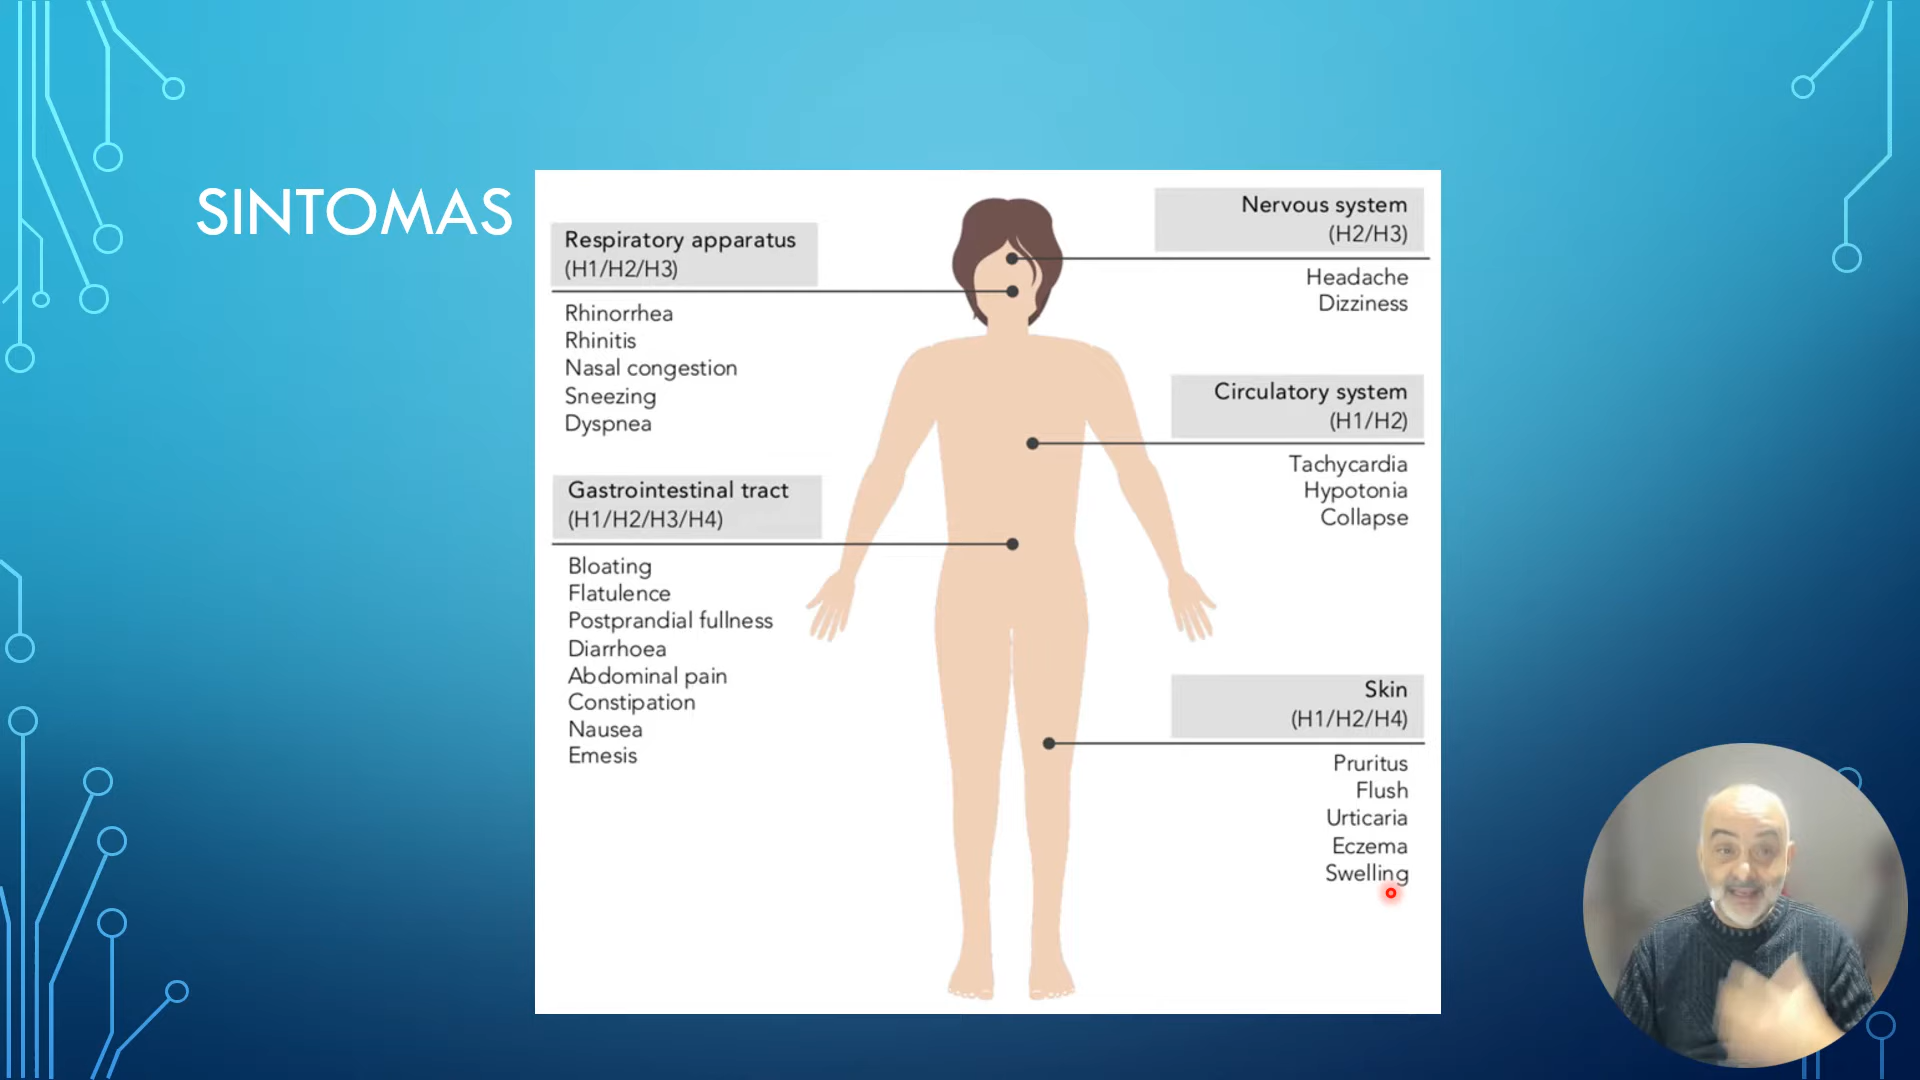 SINTOMAS
Respiratory apparatus
(H1/H2/H3)
Rhinorrhea
Rhinitis
Nasal congestion
Sneezing
Dyspnea
Gastrointestinal tract
(H1/H2/H3/H4)
Bloating
Flatulence
Postprandial fullness
Diarrhoea
Abdominal pain
Constipation
Nausea
Emesis
Nervous system
(H2/H3)
Headache
Dizziness
Circulatory system
(H1/H2)
Tachycardia
Hypotonia
Collapse
Skin
(H1/H2/H4)
Pruritus
Flush
Urticaria
Eczema
Swelling